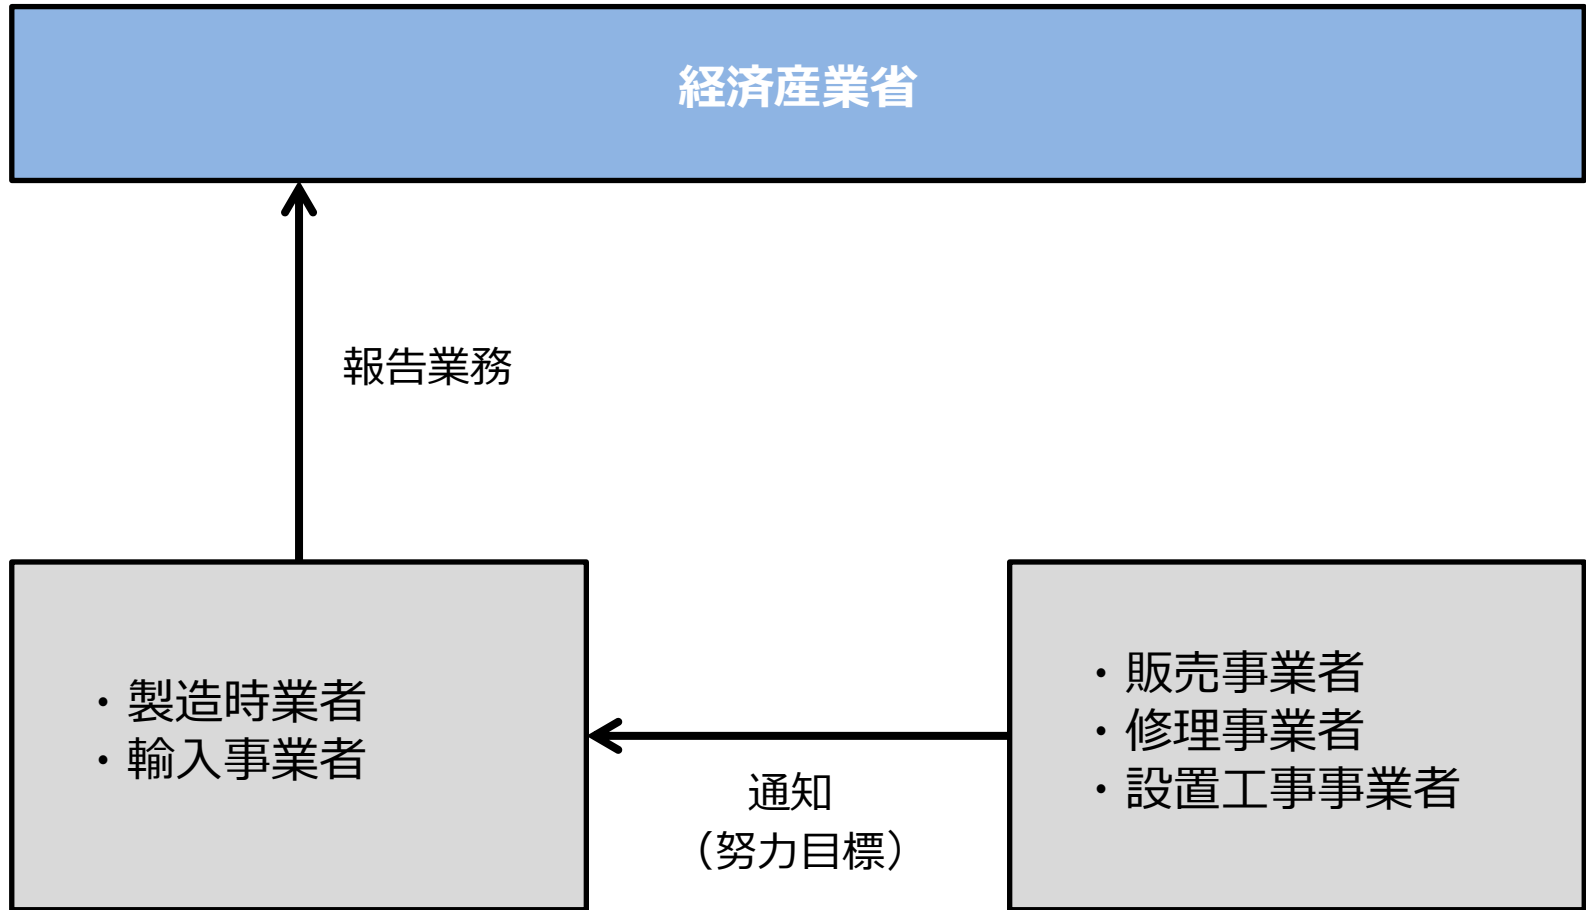 経済産業省
報告業務
・製造時業者
・輸入事業者
・販売事業者
・修理事業者
・設置工事事業者
通知
（努力目標）